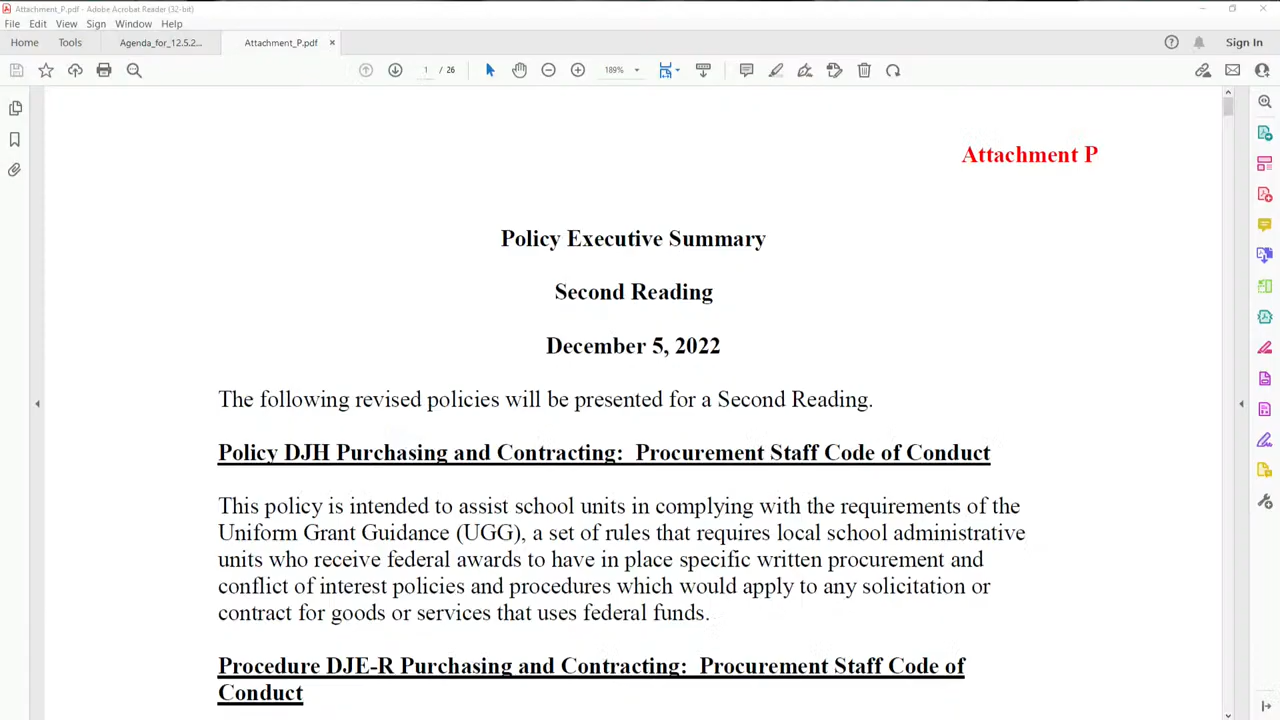 Attachment_P.pdf - Adobe Acrobat Reader (32-bit)
File Edit View Sign Window Help
Home Tools Agenda_for_12.5.2... Attachment_P.pdf × Sign In
1 / 26 189%
Attachment P
Policy Executive Summary
Second Reading
December 5, 2022
The following revised policies will be presented for a Second Reading.
Policy DJH Purchasing and Contracting: Procurement Staff Code of Conduct
This policy is intended to assist school units in complying with the requirements of the
Uniform Grant Guidance (UGG), a set of rules that requires local school administrative
units who receive federal awards to have in place specific written procurement and
conflict of interest policies and procedures which would apply to any solicitation or
contract for goods or services that uses federal funds.
Procedure DJE-R Purchasing and Contracting: Procurement Staff Code of
Conduct